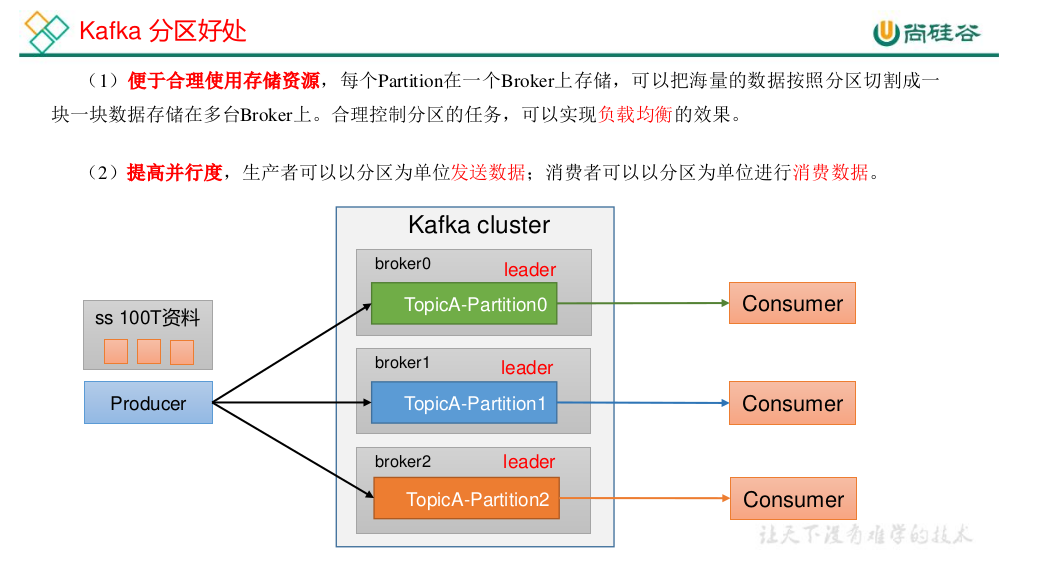 Kafka 分区好处
尚硅谷
（1）便于合理使用存储资源，每个Partition在一个Broker上存储，可以把海量的数据按照分区切割成一
块一块数据存储在多台Broker上。合理控制分区的任务，可以实现负载均衡的效果。
（2）提高并行度，生产者可以以分区为单位发送数据；消费者可以以分区为单位进行消费数据。
Kafka cluster
broker0
leader
TopicA-Partition0
Consumer
ss 100T资料
Producer
broker1
leader
TopicA-Partition1
Consumer
broker2
leader
TopicA-Partition2
Consumer
让天下没有难学的技术